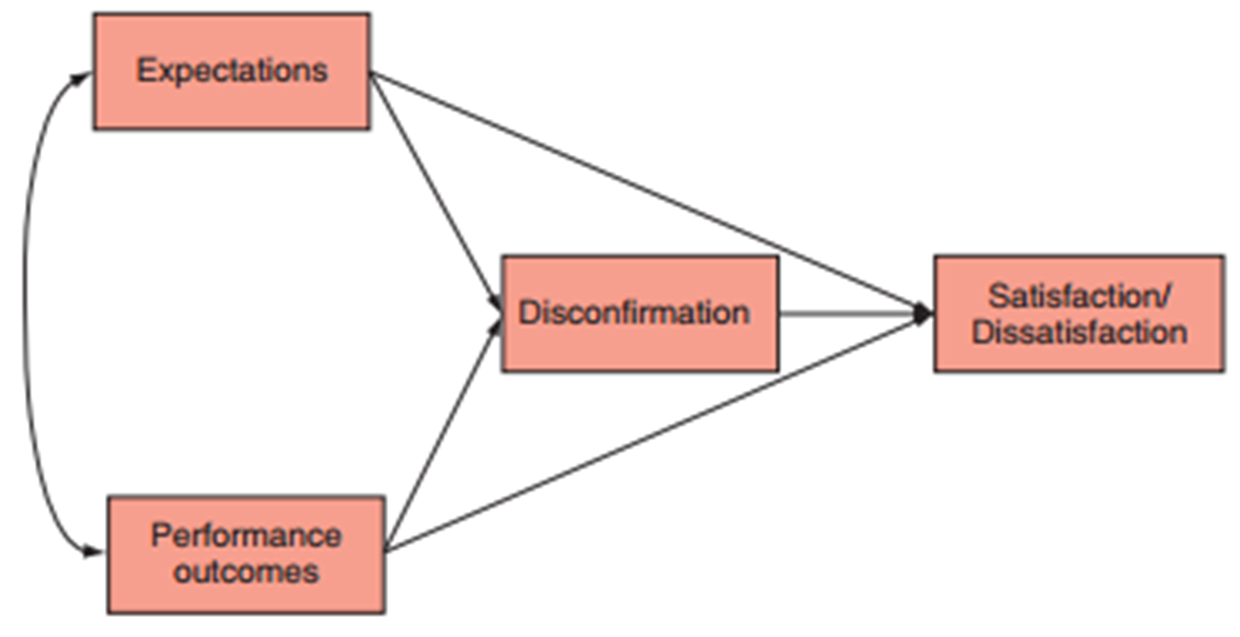 Expectations
Disconfirmation
Satisfaction/
Dissatisfaction
Performance
outcomes